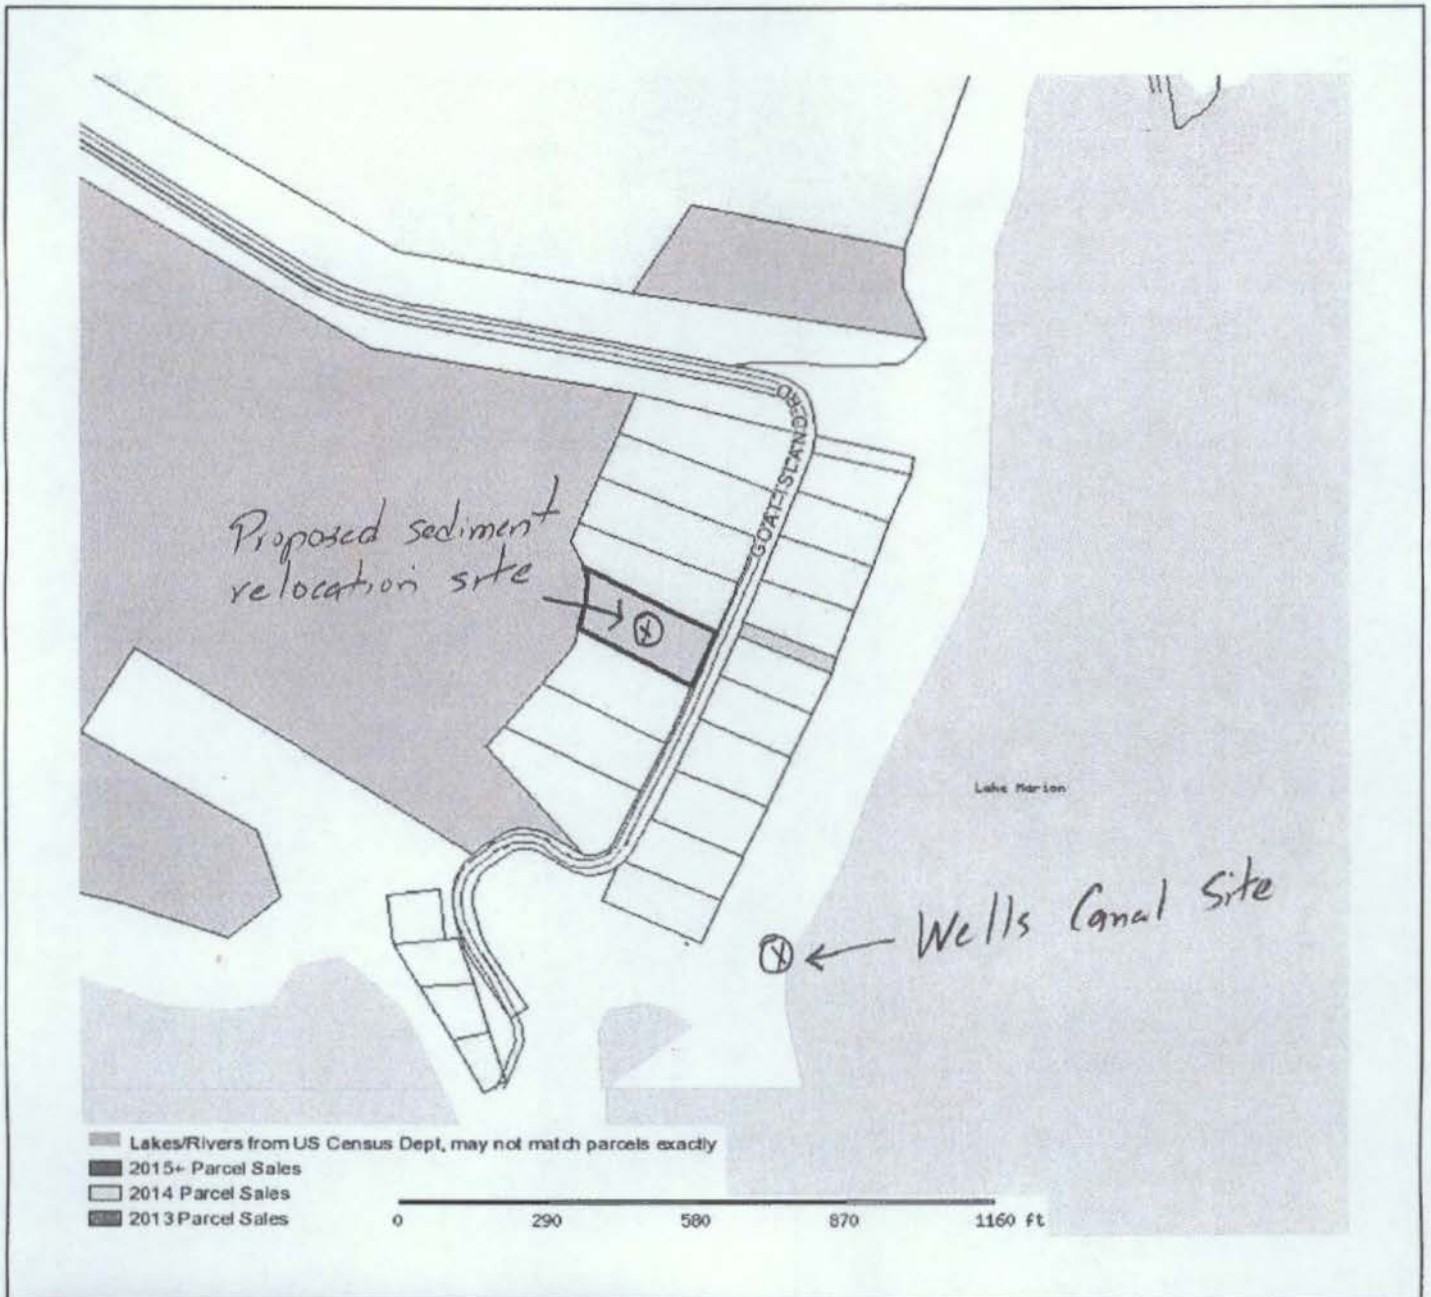 GOAT ISLAND RD
Proposed sediment
relocation site
X
Lake Marion
Wells Canal Site
X
Lakes/Rivers from US Census Dept, may not match parcels exactly
2015+ Parcel Sales
2014 Parcel Sales
2013 Parcel Sales
0 290 580 870 1160 ft